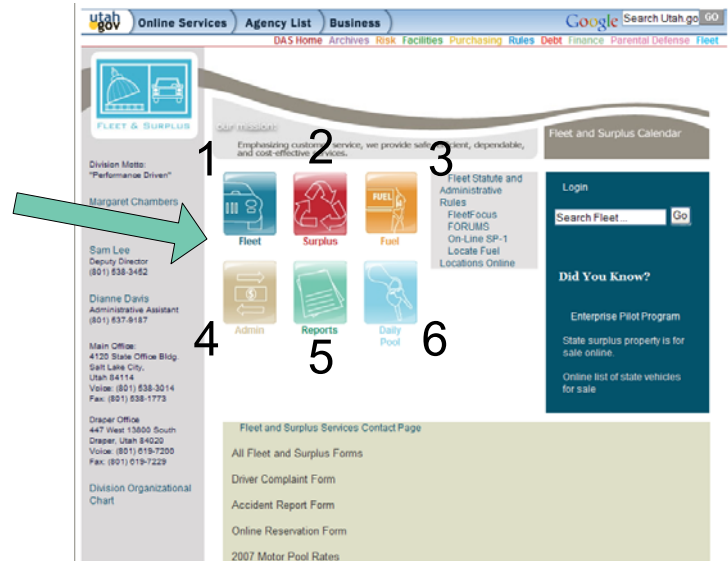 utah
gov
Online Services
Agency List
Business
Google
Search Utah.go
GO
DAS Home Archives Risk Facilities Purchasing Rules Debt Finance Parental Defense Fleet
FLEET & SURPLUS
our mission:
Emphasizing customer service, we provide safe, efficient, dependable,
and cost-effective services.
Fleet and Surplus Calendar
Division Motto:
"Performance Driven"
Margaret Chambers
Sam Lee
Deputy Director
(801) 538-3452
Dianne Davis
Administrative Assistant
(801) 537-9187
Main Office:
4120 State Office Bldg.
Salt Lake City,
Utah 84114
Voice: (801) 538-3014
Fax: (801) 538-1773
Draper Office
447 West 13800 South
Draper, Utah 84020
Voice: (801) 619-7200
Fax: (801) 619-7229
Division Organizational
Chart
1
2
3
Fleet
Surplus
FUEL
Fuel
4
Admin
5
Reports
6
Daily
Pool
Fleet Statute and
Administrative
Rules
FleetFocus
FORUMS
On-Line SP-1
Locate Fuel
Locations Online
Login
Search Fleet...
Go
Did You Know?
Enterprise Pilot Program
State surplus property is for
sale online.
Online list of state vehicles
for sale
Fleet and Surplus Services Contact Page
All Fleet and Surplus Forms
Driver Complaint Form
Accident Report Form
Online Reservation Form
2007 Motor Pool Rates